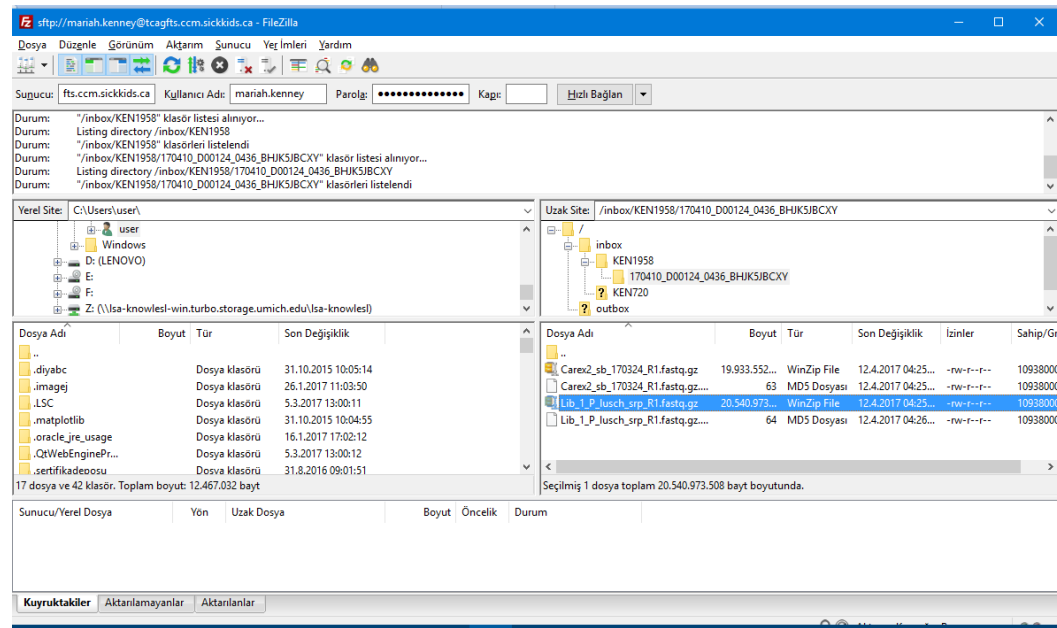 sftp://mariah.kenney@tcagfts.ccm.sickkids.ca - FileZilla
Dosya Düzenle Görünüm Aktarım Sunucu Yer İmleri Yardım
Sunucu: fts.ccm.sickkids.ca Kullanıcı Adı: mariah.kenney Parola: ●●●●●●●●●●●●●● Kapı: Hızlı Bağlan
Durum: "/inbox/KEN1958" klasör listesi alınıyor...
Durum: Listing directory /inbox/KEN1958
Durum: "/inbox/KEN1958" klasörleri listelendi
Durum: "/inbox/KEN1958/170410_D00124_0436_BHJK5JBCXY" klasör listesi alınıyor...
Durum: Listing directory /inbox/KEN1958/170410_D00124_0436_BHJK5JBCXY
Durum: "/inbox/KEN1958/170410_D00124_0436_BHJK5JBCXY" klasörleri listelendi
Yerel Site: C:\Users\user\
user
Windows
D: (LENOVO)
E:
F:
Z: (\\lsa-knowlesl-win.turbo.storage.umich.edu\lsa-knowlesl)
Uzak Site: /inbox/KEN1958/170410_D00124_0436_BHJK5JBCXY
/
inbox
KEN1958
170410_D00124_0436_BHJK5JBCXY
? KEN720
? outbox
Dosya Adı Boyut Tür Son Değişiklik
..
.diyabc Dosya klasörü 31.10.2015 10:05:14
.imagej Dosya klasörü 26.1.2017 11:03:50
.LSC Dosya klasörü 5.3.2017 13:00:11
.matplotlib Dosya klasörü 31.10.2015 10:04:55
.oracle_jre_usage Dosya klasörü 16.1.2017 17:02:12
.QtWebEnginePr... Dosya klasörü 5.3.2017 13:00:12
.sertifikadeposu Dosya klasörü 31.8.2016 09:01:51
17 dosya ve 42 klasör. Toplam boyut: 12.467.032 bayt
Dosya Adı Boyut Tür Son Değişiklik İzinler Sahip/Gr
..
Carex2_sb_170324_R1.fastq.gz 19.933.552... WinZip File 12.4.2017 04:25... -rw-r--r-- 10938000
Carex2_sb_170324_R1.fastq.gz.... 63 MD5 Dosyası 12.4.2017 04:25... -rw-r--r-- 10938000
Lib_1_P_lusch_srp_R1.fastq.gz 20.540.973... WinZip File 12.4.2017 04:25... -rw-r--r-- 10938000
Lib_1_P_lusch_srp_R1.fastq.gz.... 64 MD5 Dosyası 12.4.2017 04:26... -rw-r--r-- 10938000
Seçilmiş 1 dosya toplam 20.540.973.508 bayt boyutunda.
Sunucu/Yerel Dosya Yön Uzak Dosya Boyut Öncelik Durum
Kuyruktakiler Aktarılamayanlar Aktarılanlar